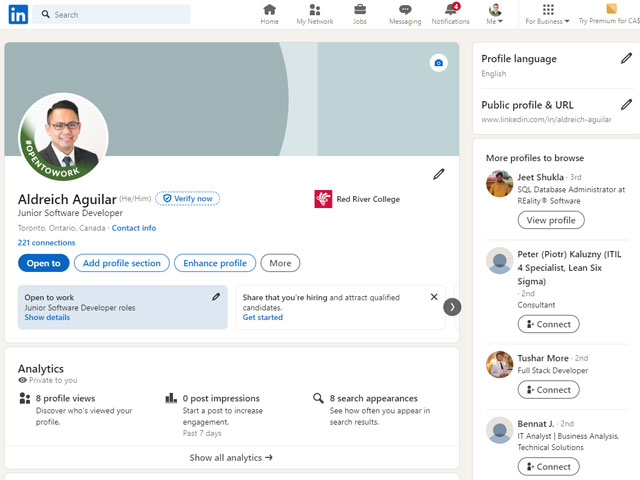 in
Search
Home
My Network
Jobs
Messaging
4
Notifications
Me
For Business
Try Premium for CA$
#OPENTOWORK
Aldreich Aguilar (He/Him) Verify now
Junior Software Developer
Toronto, Ontario, Canada · Contact info
221 connections
Red River College
Open to
Add profile section
Enhance profile
More
Open to work
Junior Software Developer roles
Show details
Share that you're hiring and attract qualified
candidates.
Get started
Analytics
Private to you
8 profile views
Discover who's viewed your
profile.
0 post impressions
Start a post to increase
engagement.
Past 7 days
8 search appearances
See how often you appear in
search results.
Show all analytics →
Profile language
English
Public profile & URL
www.linkedin.com/in/aldreich-aguilar
More profiles to browse
Jeet Shukla · 3rd
SQL Database Administrator at
REality® Software
View profile
Peter (Piotr) Kaluzny (ITIL
4 Specialist, Lean Six
Sigma)
· 2nd
Consultant
Connect
Tushar More · 2nd
Full Stack Developer
Connect
Bennat J. · 2nd
IT Analyst | Business Analysis,
Technical Solutions
Connect